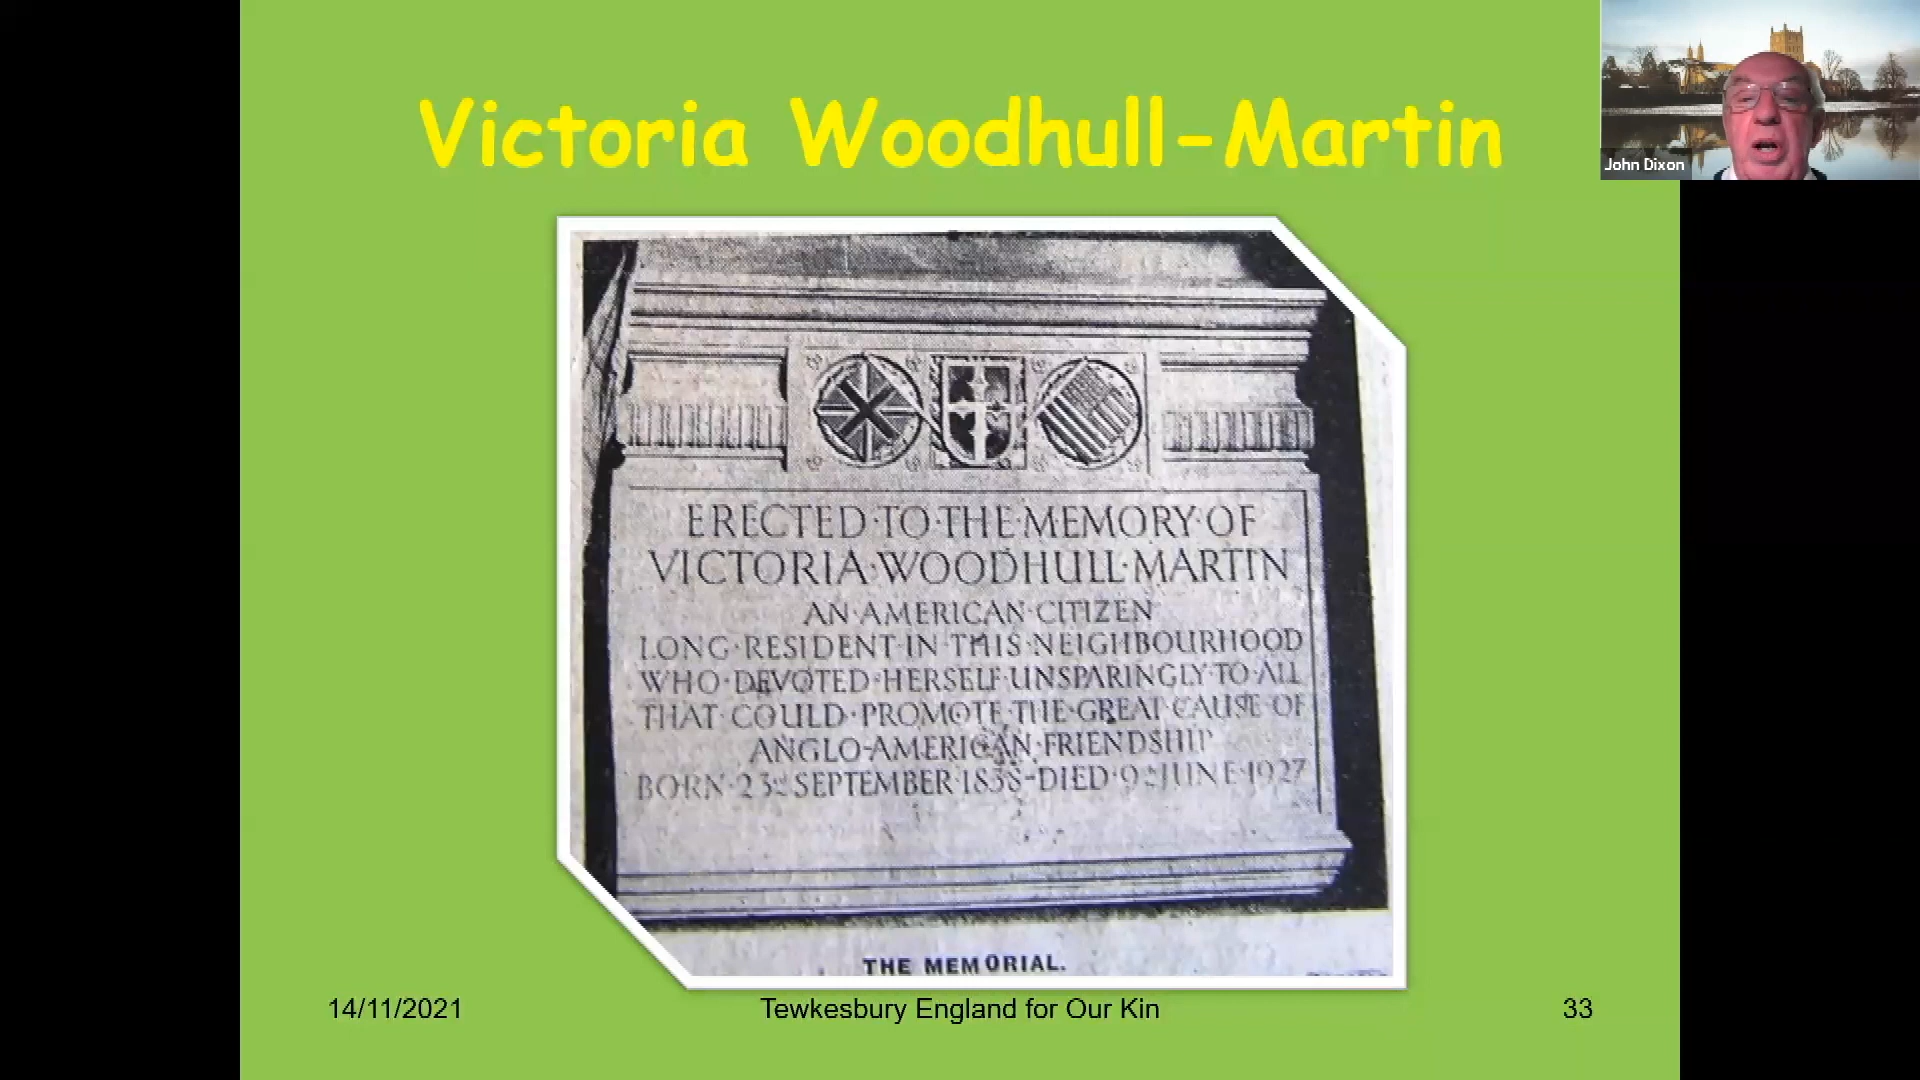 Victoria Woodhull-Martin
John Dixon
ERECTED·TO·THE·MEMORY·OF
VICTORIA·WOODHULL·MARTIN
AN·AMERICAN·CITIZEN
LONG·RESIDENT·IN·THIS·NEIGHBOURHOOD
WHO·DEVOTED·HERSELF·UNSPARINGLY·TO·ALL
THAT·COULD·PROMOTE·THE·GREAT·CAUSE·OF
ANGLO-AMERICAN·FRIENDSHIP
BORN·23rd·SEPTEMBER·1838-DIED·9th·JUNE·1927
THE MEMORIAL.
14/11/2021
Tewkesbury England for Our Kin
33